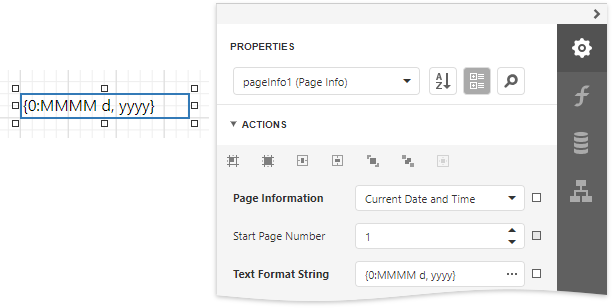 {0:MMMM d, yyyy}
PROPERTIES
pageInfo1 (Page Info)
A
Z
ACTIONS
Page Information
Current Date and Time
Start Page Number
1
Text Format String
{0:MMMM d, yyyy}
...